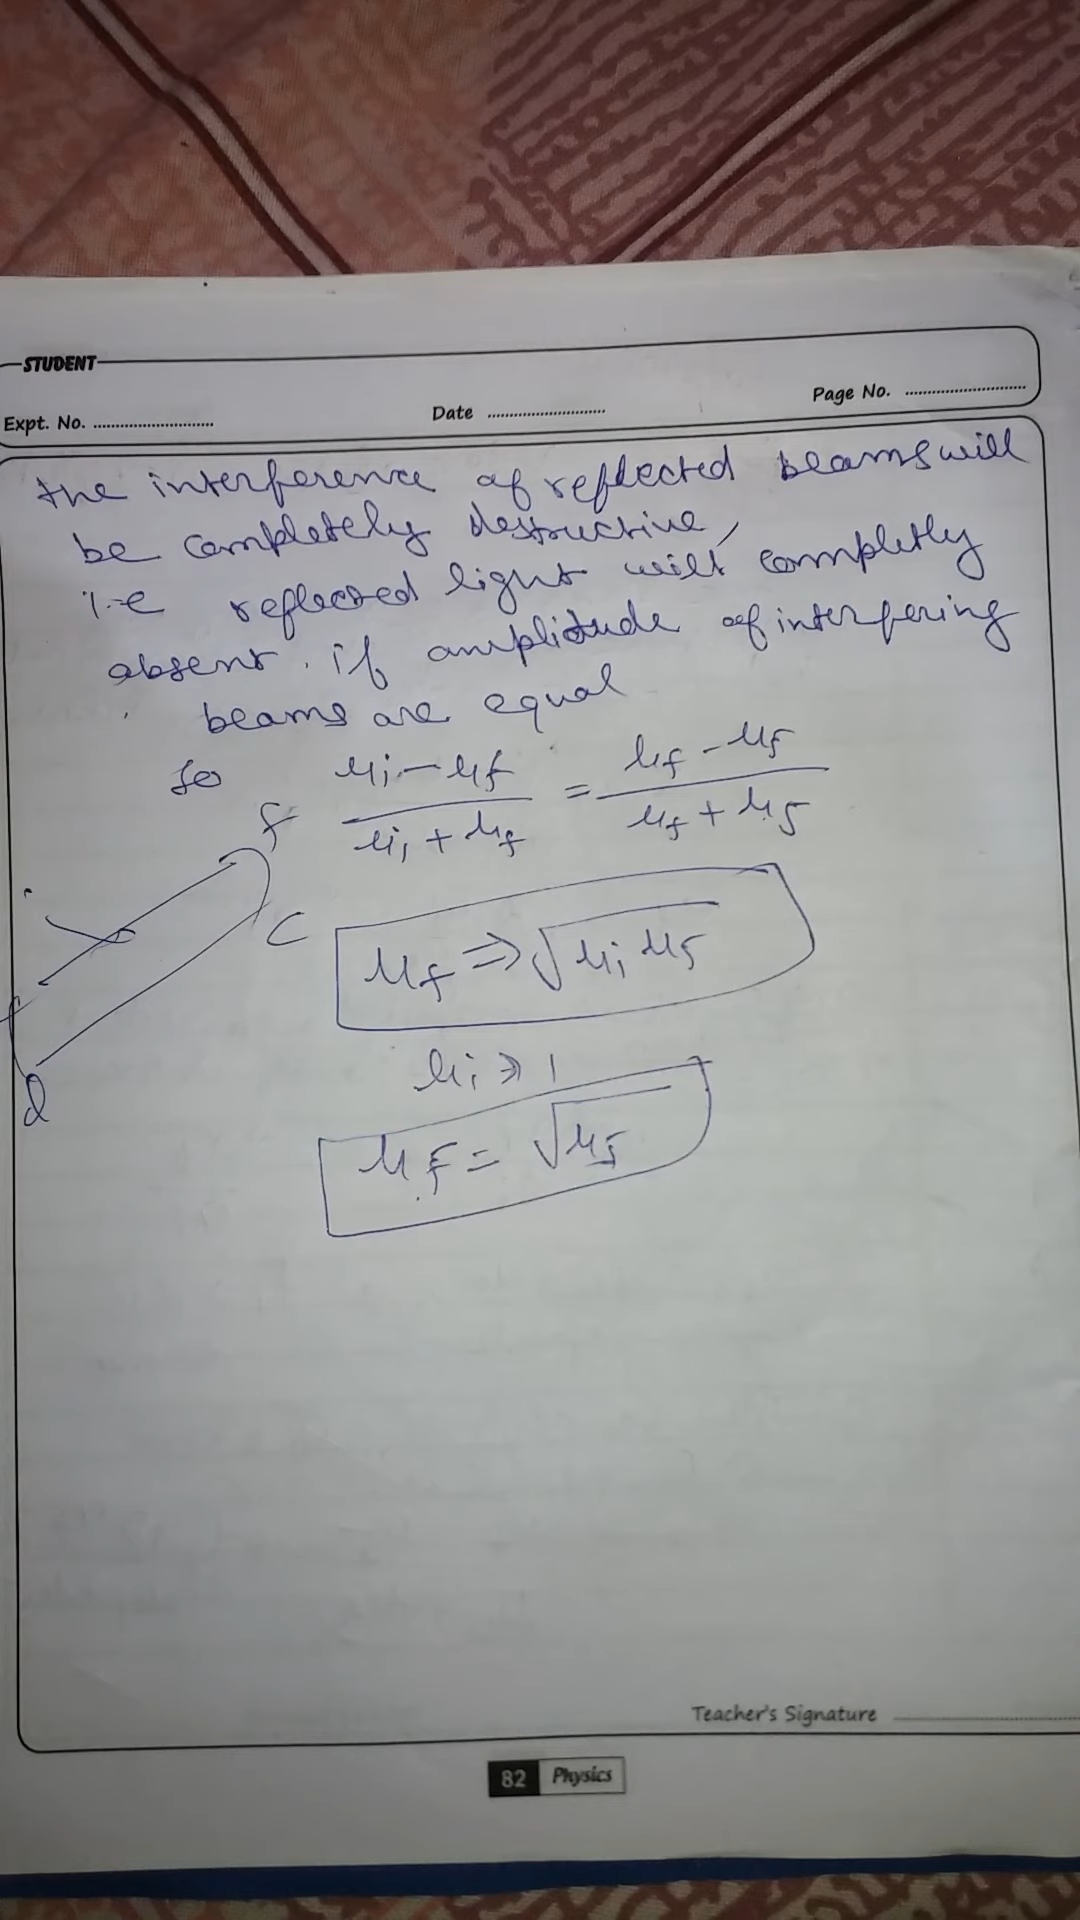 STUDENT
Expt. No. ............................
Date ............................
Page No. ............................
the interference of reflected beams will
be completely destructive,
i.e reflected light will completly
absent. if amplitude of interfering
beams are equal
so
f
μi - μf / μi + μf = μf - μs / μf + μs
i
c
μf ⇒ √μi μs
d
μi ⇒ 1
μf = √μs
Teacher's Signature ............................
82 Physics